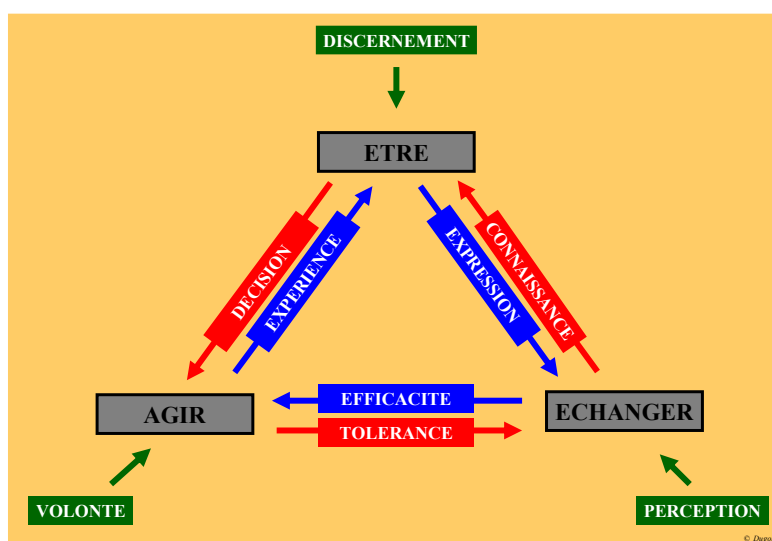 DISCERNEMENT
ETRE
DECISION
EXPERIENCE
EXPRESSION
CONNAISSANCE
EFFICACITE
AGIR
ECHANGER
TOLERANCE
VOLONTE
PERCEPTION
©